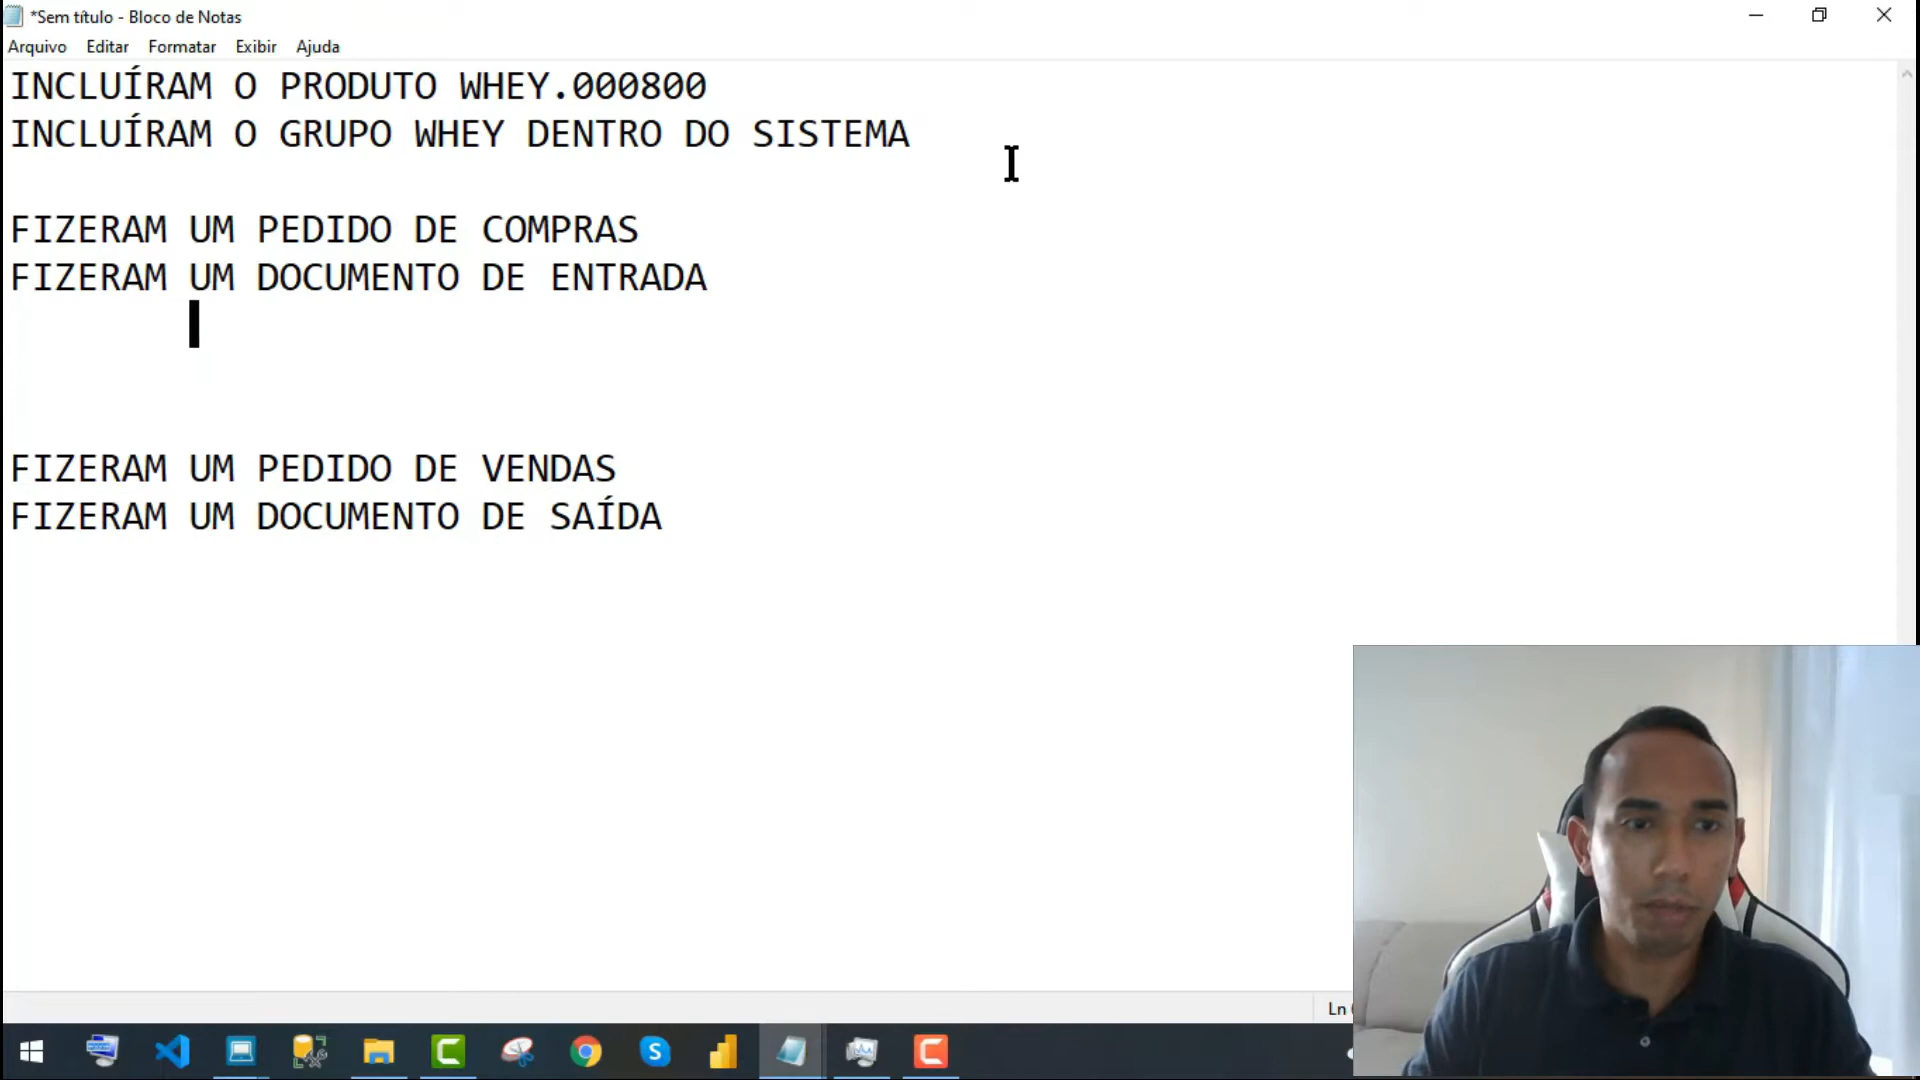 *Sem título - Bloco de Notas
Arquivo Editar Formatar Exibir Ajuda
INCLUÍRAM O PRODUTO WHEY.000800
INCLUÍRAM O GRUPO WHEY DENTRO DO SISTEMA
FIZERAM UM PEDIDO DE COMPRAS
FIZERAM UM DOCUMENTO DE ENTRADA
FIZERAM UM PEDIDO DE VENDAS
FIZERAM UM DOCUMENTO DE SAÍDA
Ln